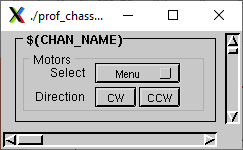 ./prof_chass...
$(CHAN_NAME)
Motors
Select Menu
Direction CW CCW